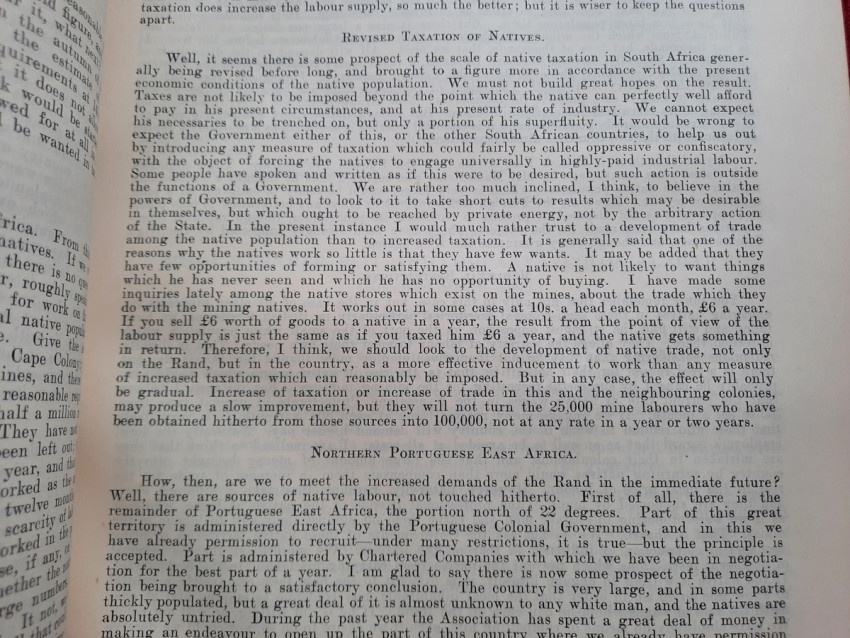 taxation does increase the labour supply, so much the better; but it is wiser to keep the questions
apart.
REVISED TAXATION OF NATIVES.
Well, it seems there is some prospect of the scale of native taxation in South Africa gener-
ally being revised before long, and brought to a figure more in accordance with the present
economic conditions of the native population. We must not build great hopes on the result.
Taxes are not likely to be imposed beyond the point which the native can perfectly well afford
to pay in his present circumstances, and at his present rate of industry. We cannot expect
his necessaries to be trenched on, but only a portion of his superfluity. It would be wrong to
expect the Government either of this, or the other South African countries, to help us out
by introducing any measure of taxation which could fairly be called oppressive or confiscatory,
with the object of forcing the natives to engage universally in highly-paid industrial labour.
Some people have spoken and written as if this were to be desired, but such action is outside
the functions of a Government. We are rather too much inclined, I think, to believe in the
powers of Government, and to look to it to take short cuts to results which may be desirable
in themselves, but which ought to be reached by private energy, not by the arbitrary action
of the State. In the present instance I would much rather trust to a development of trade
among the native population than to increased taxation. It is generally said that one of the
reasons why the natives work so little is that they have few wants. It may be added that they
have few opportunities of forming or satisfying them. A native is not likely to want things
which he has never seen and which he has no opportunity of buying. I have made some
inquiries lately among the native stores which exist on the mines, about the trade which they
do with the mining natives. It works out in some cases at 10s. a head each month, £6 a year.
If you sell £6 worth of goods to a native in a year, the result from the point of view of the
labour supply is just the same as if you taxed him £6 a year, and the native gets something
in return. Therefore, I think, we should look to the development of native trade, not only
on the Rand, but in the country, as a more effective inducement to work than any measure
of increased taxation which can reasonably be imposed. But in any case, the effect will only
be gradual. Increase of taxation or increase of trade in this and the neighbouring colonies,
may produce a slow improvement, but they will not turn the 25,000 mine labourers who have
been obtained hitherto from those sources into 100,000, not at any rate in a year or two years.
NORTHERN PORTUGUESE EAST AFRICA.
How, then, are we to meet the increased demands of the Rand in the immediate future?
Well, there are sources of native labour, not touched hitherto. First of all, there is the
remainder of Portuguese East Africa, the portion north of 22 degrees. Part of this great
territory is administered directly by the Portuguese Colonial Government, and in this we
have already permission to recruit—under many restrictions, it is true—but the principle is
accepted. Part is administered by Chartered Companies with which we have been in negotia-
tion for the best part of a year. I am glad to say there is now some prospect of the negotia-
tion being brought to a satisfactory conclusion. The country is very large, and in some parts
thickly populated, but a great deal of it is almost unknown to any white man, and the natives are
absolutely untried. During the past year the Association has spent a great deal of money in
making an endeavour to open up the part of this country where we already have permission